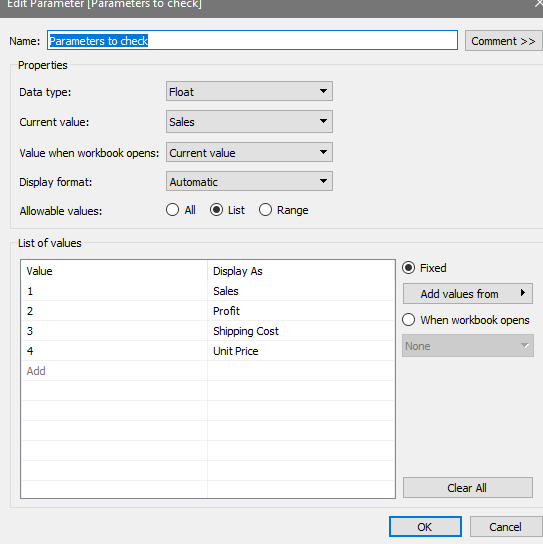 Edit Parameter [Parameters to check]
Name: Parameters to check Comment >>
Properties
Data type: Float
Current value: Sales
Value when workbook opens: Current value
Display format: Automatic
Allowable values: All List Range
List of values
Value Display As
1 Sales
2 Profit
3 Shipping Cost
4 Unit Price
Add
Fixed
Add values from
When workbook opens
None
Clear All
OK Cancel